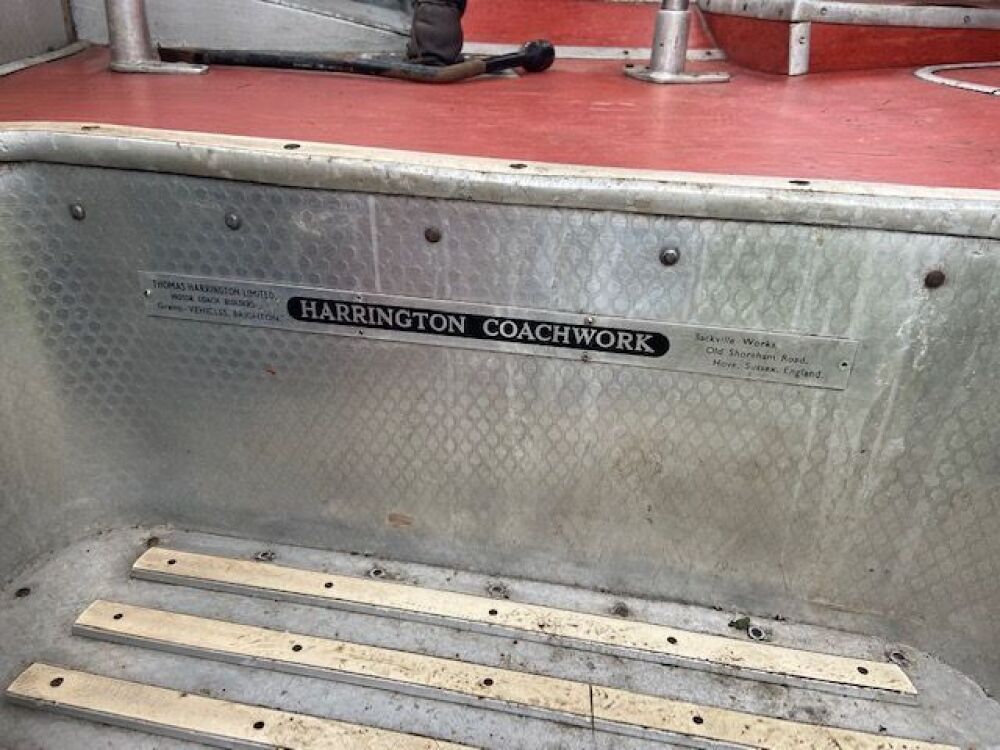 THOMAS HARRINGTON LIMITED,
MOTOR COACH BUILDERS
Grams-VEHICLES, BRIGHTON
HARRINGTON COACHWORK
Sackville Works,
Old Shoreham Road,
Hove, Sussex, England.